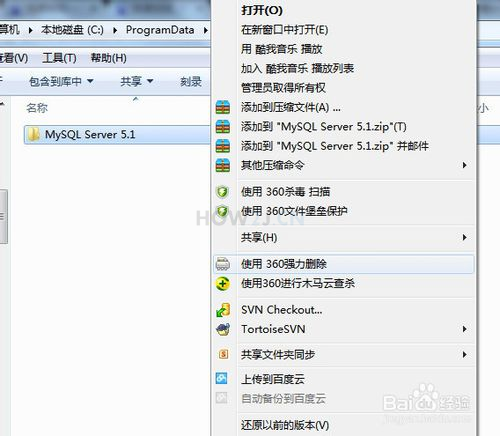 算机 ▸ 本地磁盘 (C:) ▸ ProgramData ▸
查看(V) 工具(T) 帮助(H)
包含到库中 共享 刻录
名称
小
MySQL Server 5.1
打开(O)
在新窗口中打开(E)
用 酷我音乐 播放
加入 酷我音乐 播放列表
管理员取得所有权
添加到压缩文件(A) ...
添加到 "MySQL Server 5.1.zip"(T)
添加到 "MySQL Server 5.1.zip" 并邮件
其他压缩命令
使用 360杀毒 扫描
使用 360文件堡垒保护
共享(H)
使用 360强力删除
使用360进行木马云查杀
SVN Checkout...
TortoiseSVN
共享文件夹同步
上传到百度云
自动备份到百度云
还原以前的版本(V)
HOW2J.CN
Baidu 经验